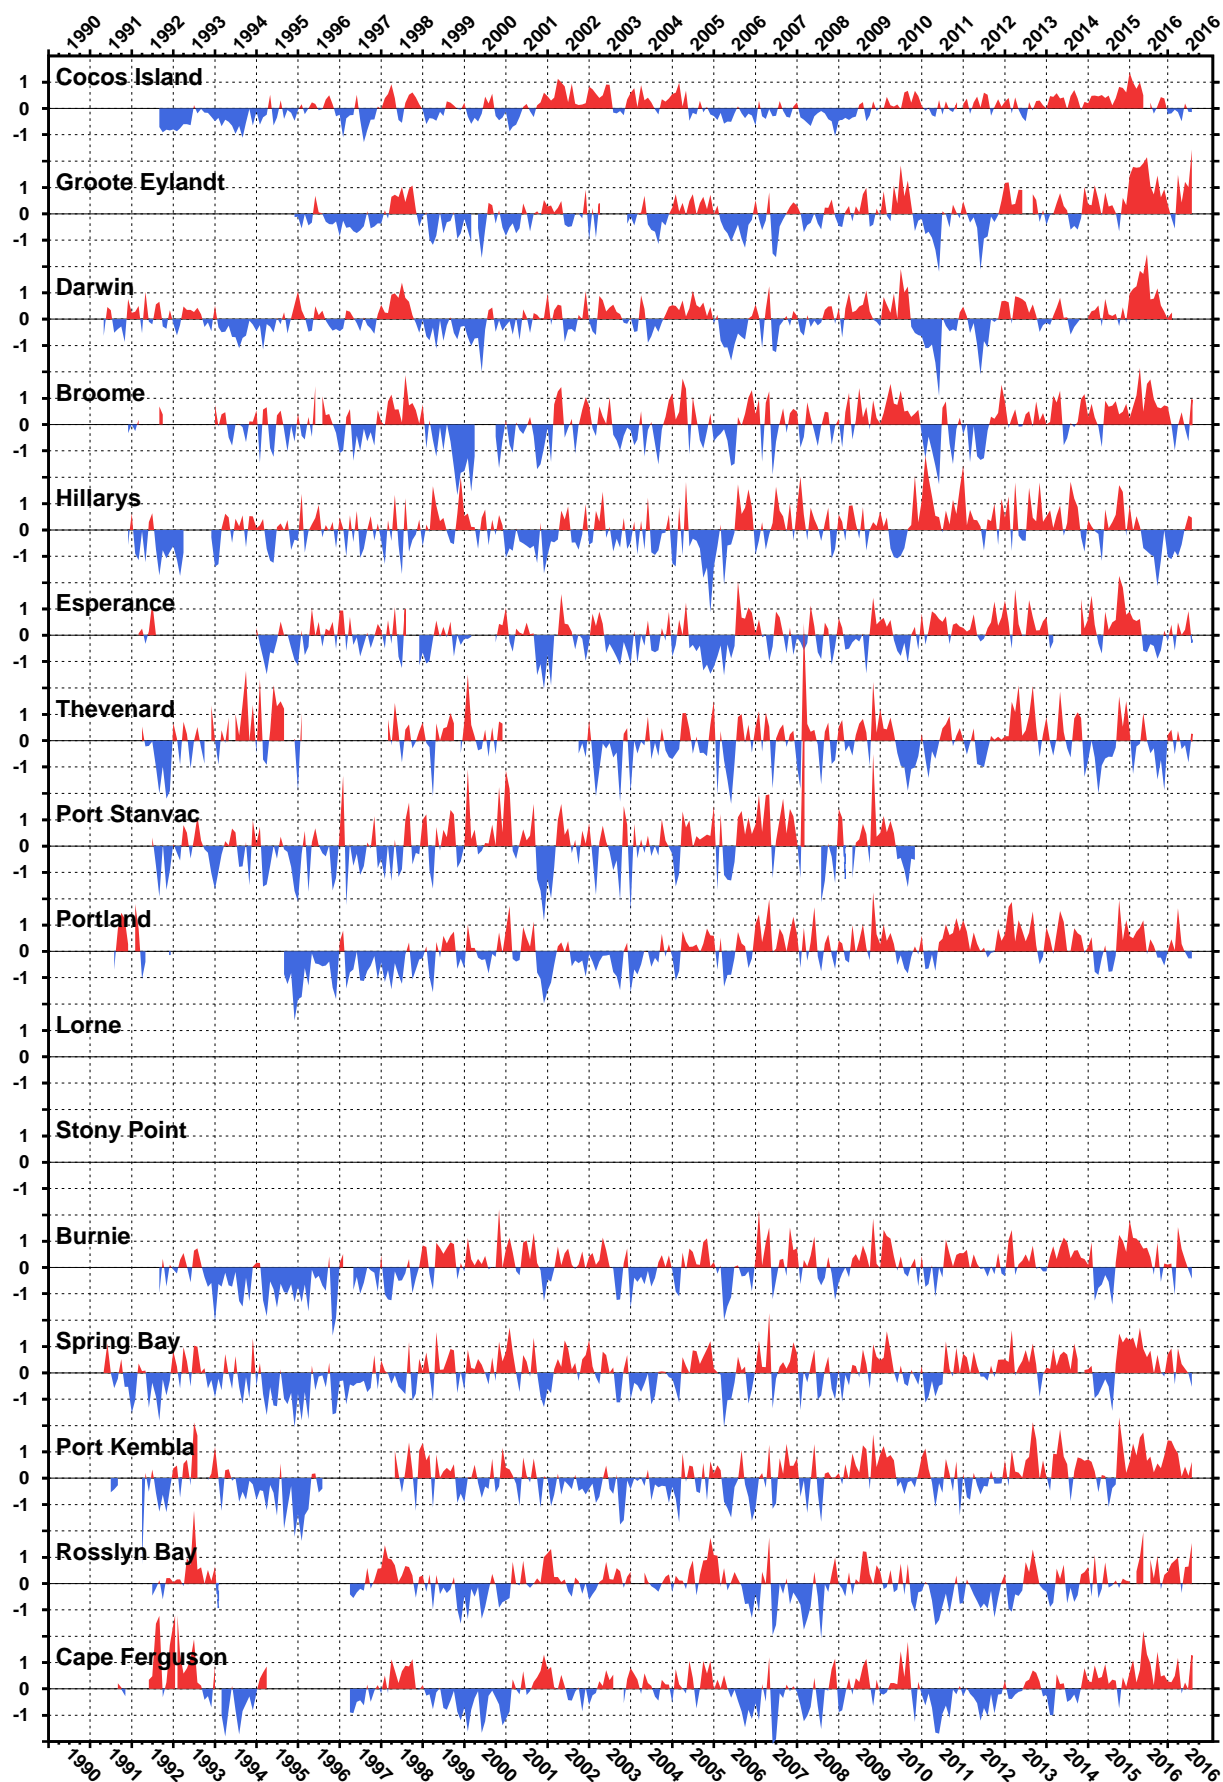 1990 1991 1992 1993 1994 1995 1996 1997 1998 1999 2000 2001 2002 2003 2004 2005 2006 2007 2008 2009 2010 2011 2012 2013 2014 2015 2016 2016
Cocos Island
1
0
-1
Groote Eylandt
1
0
-1
Darwin
1
0
-1
Broome
1
0
-1
Hillarys
1
0
-1
Esperance
1
0
-1
Thevenard
1
0
-1
Port Stanvac
1
0
-1
Portland
1
0
-1
Lorne
1
0
-1
Stony Point
1
0
-1
Burnie
1
0
-1
Spring Bay
1
0
-1
Port Kembla
1
0
-1
Rosslyn Bay
1
0
-1
Cape Ferguson
1
0
-1
1990 1991 1992 1993 1994 1995 1996 1997 1998 1999 2000 2001 2002 2003 2004 2005 2006 2007 2008 2009 2010 2011 2012 2013 2014 2015 2016 2016